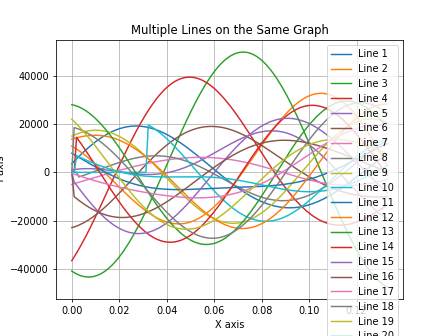 Multiple Lines on the Same Graph
40000
20000
0
−20000
−40000
0.00
0.02
0.04
0.06
0.08
0.10
X axis
Line 1
Line 2
Line 3
Line 4
Line 5
Line 6
Line 7
Line 8
Line 9
Line 10
Line 11
Line 12
Line 13
Line 14
Line 15
Line 16
Line 17
Line 18
Line 19
Line 20